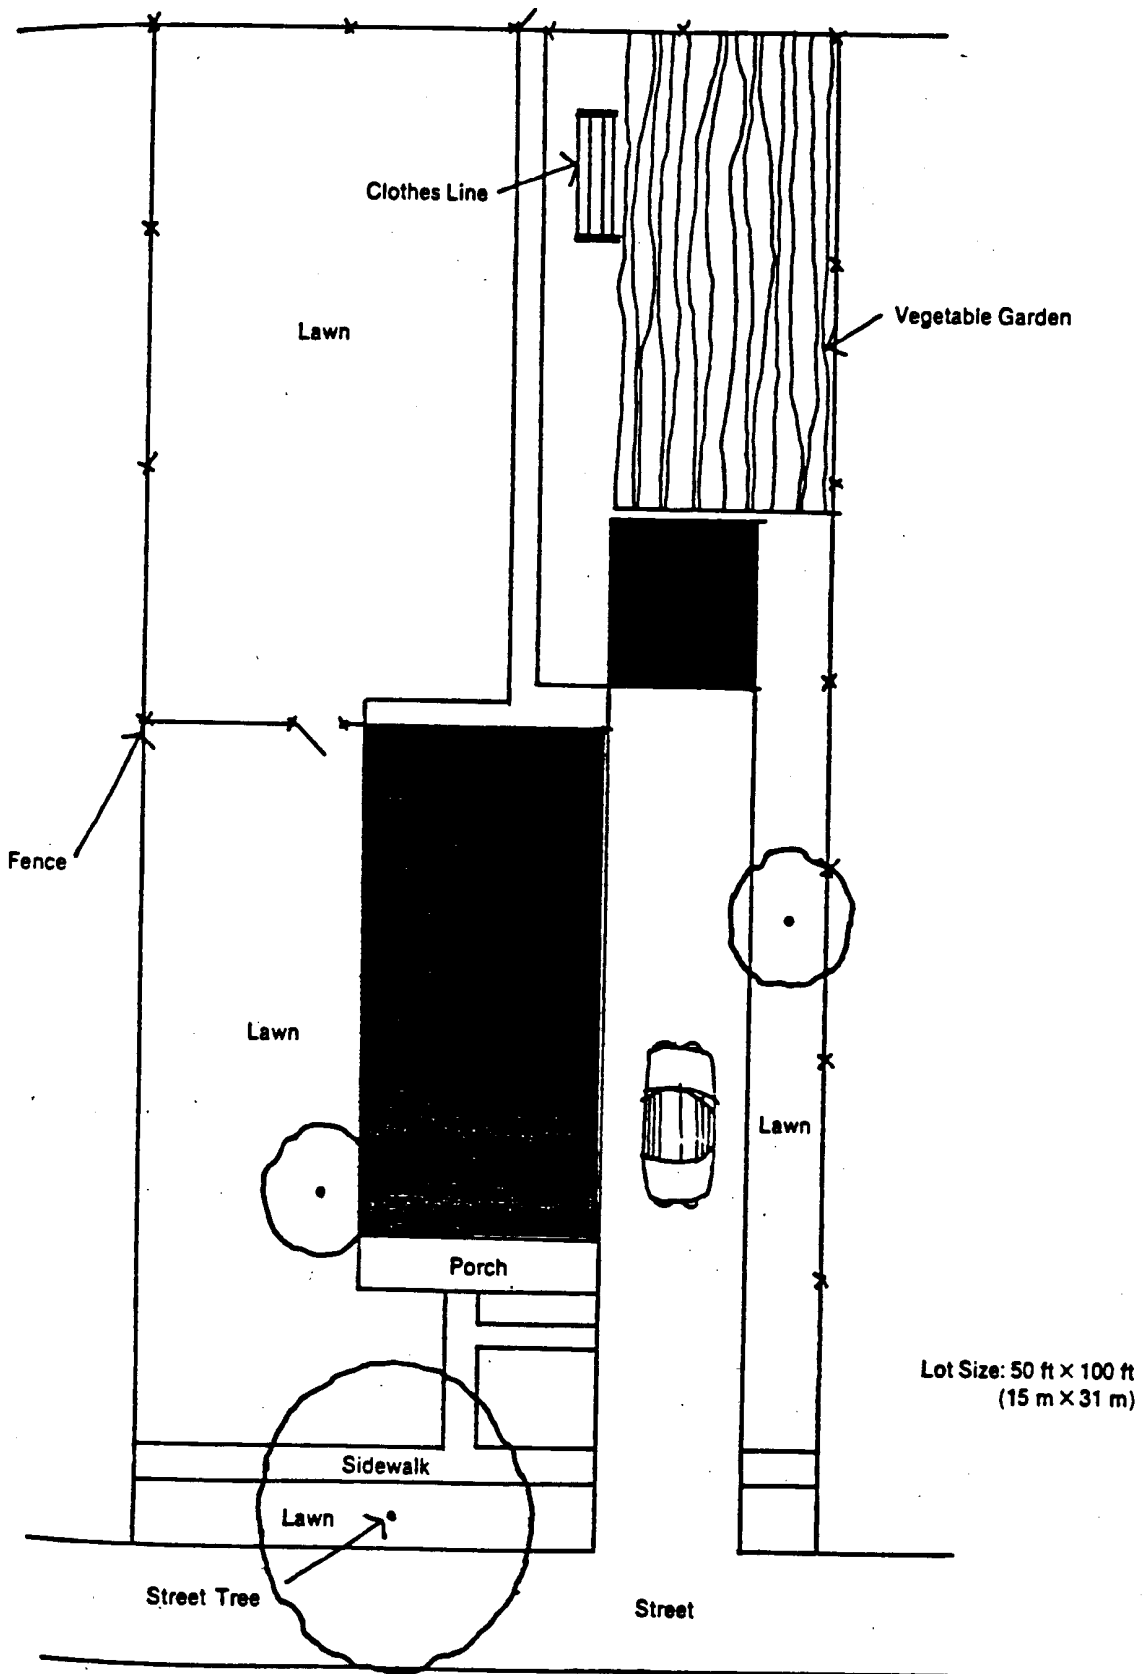 Clothes Line
Vegetable Garden
Lawn
Fence
Lawn
Lawn
Porch
Lot Size: 50 ft × 100 ft
(15 m × 31 m)
Sidewalk
Lawn
Street Tree
Street